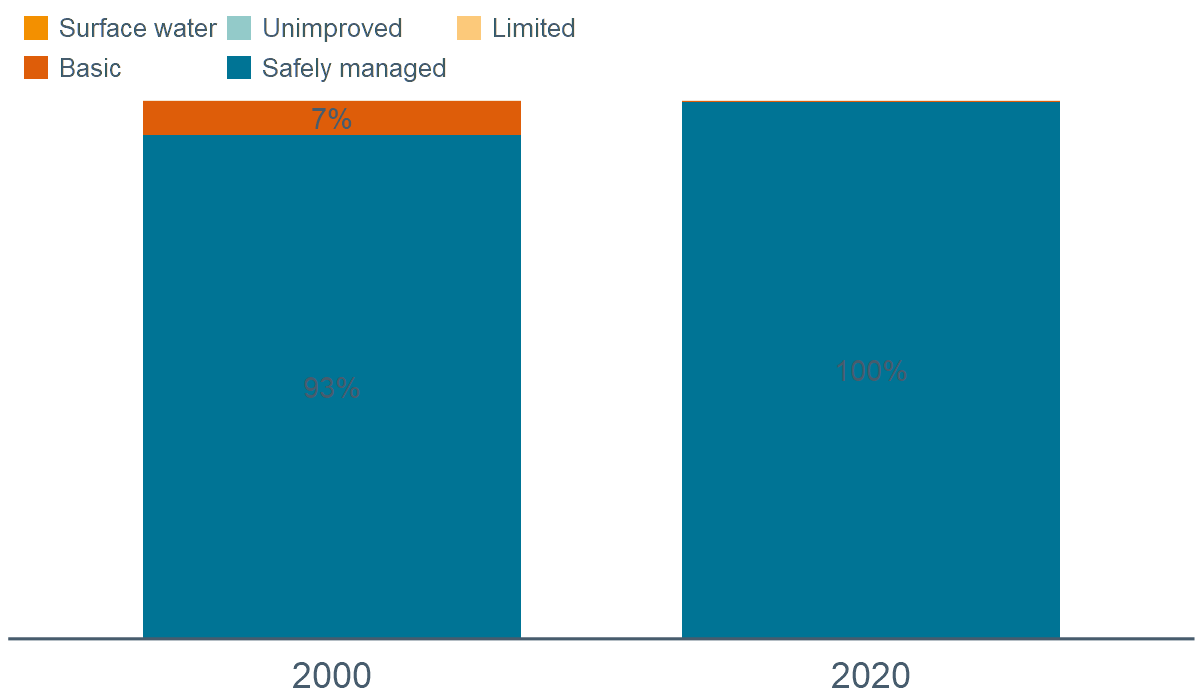 Surface water Unimproved Limited
Basic Safely managed
7%
93%
100%
2000 2020